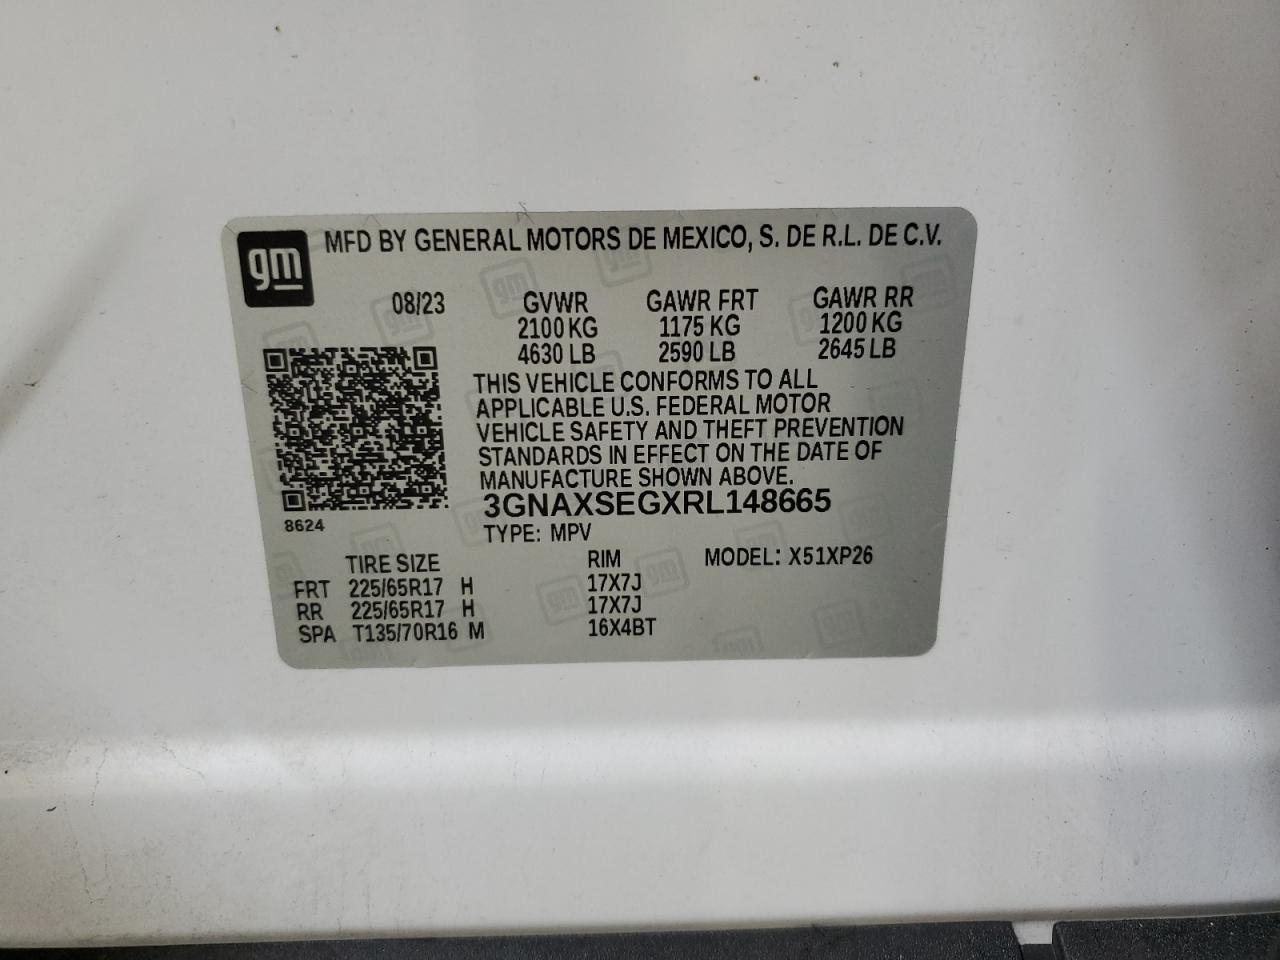 gm
MFD BY GENERAL MOTORS DE MEXICO, S. DE R.L. DE C.V.
08/23 GVWR GAWR FRT GAWR RR
2100 KG 1175 KG 1200 KG
4630 LB 2590 LB 2645 LB
THIS VEHICLE CONFORMS TO ALL
APPLICABLE U.S. FEDERAL MOTOR
VEHICLE SAFETY AND THEFT PREVENTION
STANDARDS IN EFFECT ON THE DATE OF
MANUFACTURE SHOWN ABOVE.
3GNAXSEGXRL148665
8624
TYPE: MPV
TIRE SIZE RIM MODEL: X51XP26
FRT 225/65R17 H 17X7J
RR 225/65R17 H 17X7J
SPA T135/70R16 M 16X4BT